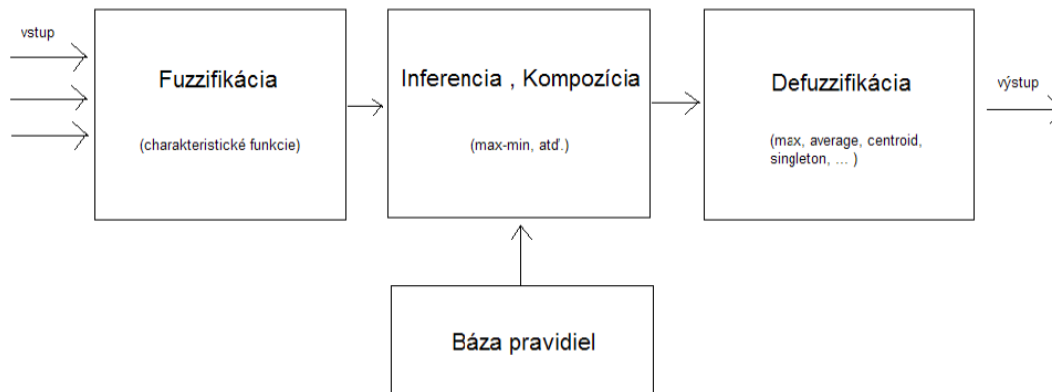 vstup
Fuzzifikácia
(charakteristické funkcie)
Inferencia , Kompozícia
(max-min, atď.)
Defuzzifikácia
(max, average, centroid,
singleton, ... )
výstup
Báza pravidiel